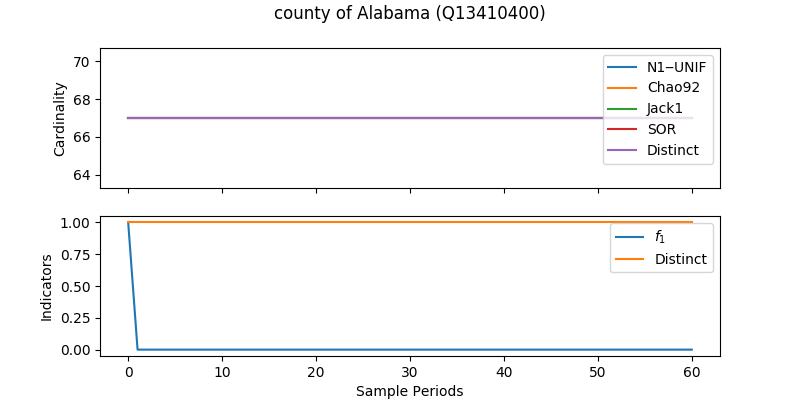 county of Alabama (Q13410400)
Cardinality
70
68
66
64
N1−UNIF
Chao92
Jack1
SOR
Distinct
Indicators
1.00
0.75
0.50
0.25
0.00
f1
Distinct
0 10 20 30 40 50 60
Sample Periods